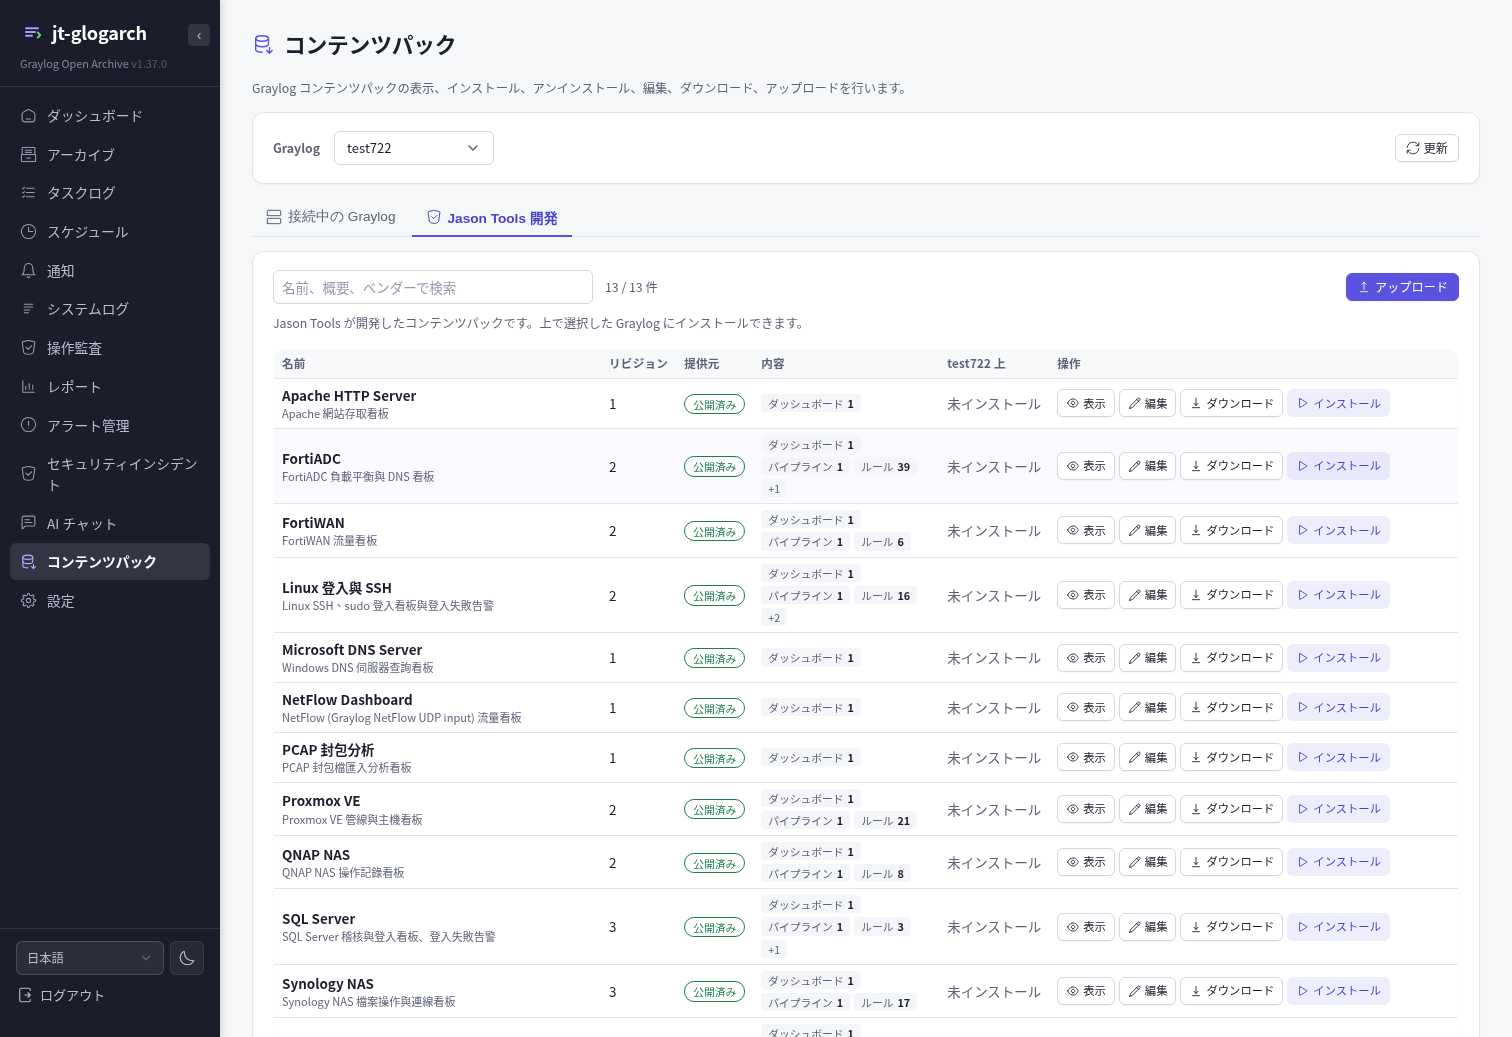 jt-glogarch
Graylog Open Archive v1.37.0
ダッシュボード
アーカイブ
タスクログ
スケジュール
通知
システムログ
操作監査
レポート
アラート管理
セキュリティインシデン
ト
AI チャット
コンテンツパック
設定
日本語
ログアウト
コンテンツパック
Graylog コンテンツパックの表示、インストール、アンインストール、編集、ダウンロード、アップロードを行います。
Graylog test722 更新
接続中の Graylog Jason Tools 開発
名前、概要、ベンダーで検索 13 / 13 件 アップロード
Jason Tools が開発したコンテンツパックです。上で選択した Graylog にインストールできます。
名前 リビジョン 提供元 内容 test722 上 操作
Apache HTTP Server
Apache 網站存取看板
1 公開済み ダッシュボード 1 未インストール 表示 編集 ダウンロード インストール
FortiADC
FortiADC 負載平衡與 DNS 看板
2 公開済み ダッシュボード 1
パイプライン 1 ルール 39
+1
未インストール 表示 編集 ダウンロード インストール
FortiWAN
FortiWAN 流量看板
2 公開済み ダッシュボード 1
パイプライン 1 ルール 6
未インストール 表示 編集 ダウンロード インストール
Linux 登入與 SSH
Linux SSH、sudo 登入看板與登入失敗告警
2 公開済み ダッシュボード 1
パイプライン 1 ルール 16
+2
未インストール 表示 編集 ダウンロード インストール
Microsoft DNS Server
Windows DNS 伺服器查詢看板
1 公開済み ダッシュボード 1 未インストール 表示 編集 ダウンロード インストール
NetFlow Dashboard
NetFlow (Graylog NetFlow UDP input) 流量看板
1 公開済み ダッシュボード 1 未インストール 表示 編集 ダウンロード インストール
PCAP 封包分析
PCAP 封包檔匯入分析看板
1 公開済み ダッシュボード 1 未インストール 表示 編集 ダウンロード インストール
Proxmox VE
Proxmox VE 管線與主機看板
2 公開済み ダッシュボード 1
パイプライン 1 ルール 21
未インストール 表示 編集 ダウンロード インストール
QNAP NAS
QNAP NAS 操作記錄看板
2 公開済み ダッシュボード 1
パイプライン 1 ルール 8
未インストール 表示 編集 ダウンロード インストール
SQL Server
SQL Server 稽核與登入看板、登入失敗告警
3 公開済み ダッシュボード 1
パイプライン 1 ルール 3
+1
未インストール 表示 編集 ダウンロード インストール
Synology NAS
Synology NAS 檔案操作與連線看板
3 公開済み ダッシュボード 1
パイプライン 1 ルール 17
未インストール 表示 編集 ダウンロード インストール
ダッシュボード 1